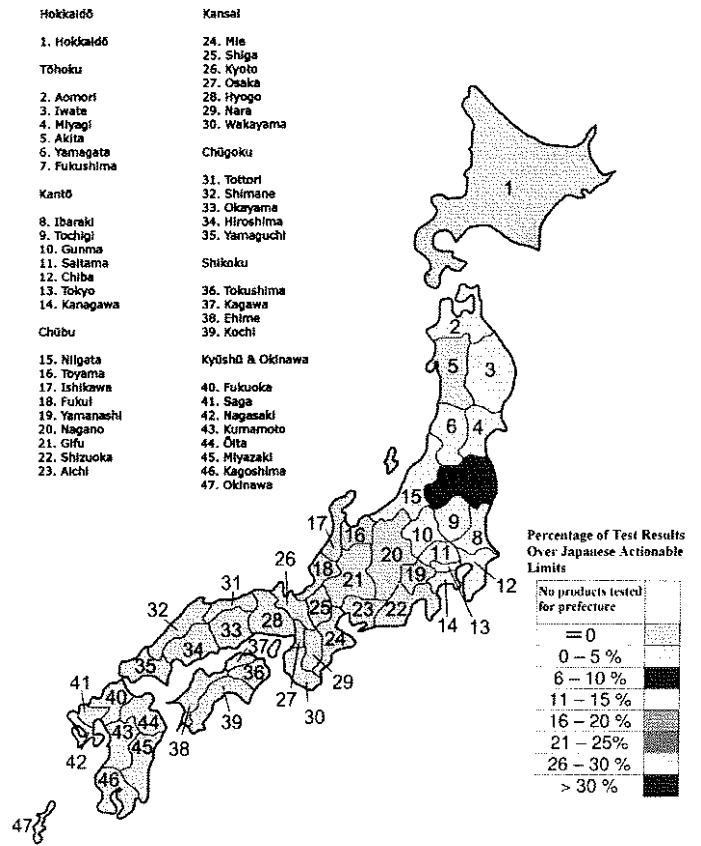 Hokkaidō
1. Hokkaidō
Tōhoku
2. Aomori
3. Iwate
4. Miyagi
5. Akita
6. Yamagata
7. Fukushima
Kantō
8. Ibaraki
9. Tochigi
10. Gunma
11. Saitama
12. Chiba
13. Tokyo
14. Kanagawa
Chūbu
15. Niigata
16. Toyama
17. Ishikawa
18. Fukui
19. Yamanashi
20. Nagano
21. Gifu
22. Shizuoka
23. Aichi
Kansai
24. Mie
25. Shiga
26. Kyoto
27. Osaka
28. Hyogo
29. Nara
30. Wakayama
Chūgoku
31. Tottori
32. Shimane
33. Okayama
34. Hiroshima
35. Yamaguchi
Shikoku
36. Tokushima
37. Kagawa
38. Ehime
39. Kochi
Kyūshū & Okinawa
40. Fukuoka
41. Saga
42. Nagasaki
43. Kumamoto
44. Ōita
45. Miyazaki
46. Kagoshima
47. Okinawa
1
2
5
3
6
4
15
9
8
10
11
17
16
20
18
21
19
12
26
31
25
23
22
14
13
32
28
24
33
34
35
37
36
27
29
30
41
40
44
43
39
38
42
45
46
47
Percentage of Test Results
Over Japanese Actionable
Limits
No products tested
for prefecture
= 0
0 – 5 %
6 – 10 %
11 – 15 %
16 – 20 %
21 – 25%
26 – 30 %
> 30 %